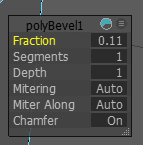 polyBevel1
Fraction 0.11
Segments 1
Depth 1
Mitering Auto
Miter Along Auto
Chamfer On